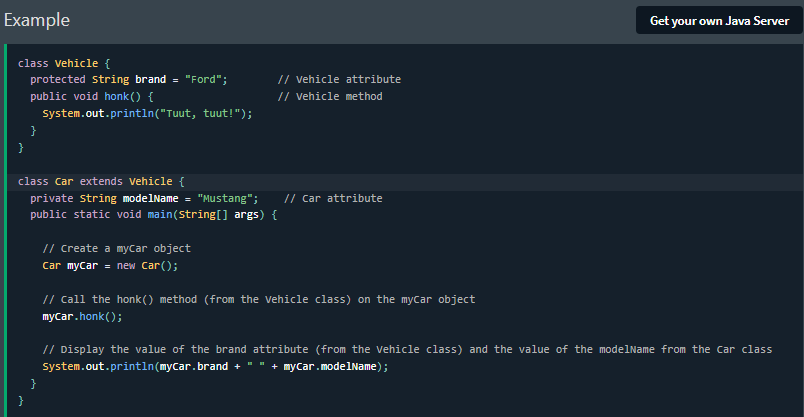 Example
Get your own Java Server
class Vehicle {
  protected String brand = "Ford";        // Vehicle attribute
  public void honk() {                    // Vehicle method
    System.out.println("Tuut, tuut!");
  }
}

class Car extends Vehicle {
  private String modelName = "Mustang";    // Car attribute
  public static void main(String[] args) {

    // Create a myCar object
    Car myCar = new Car();

    // Call the honk() method (from the Vehicle class) on the myCar object
    myCar.honk();

    // Display the value of the brand attribute (from the Vehicle class) and the value of the modelName from the Car class
    System.out.println(myCar.brand + " " + myCar.modelName);
  }
}